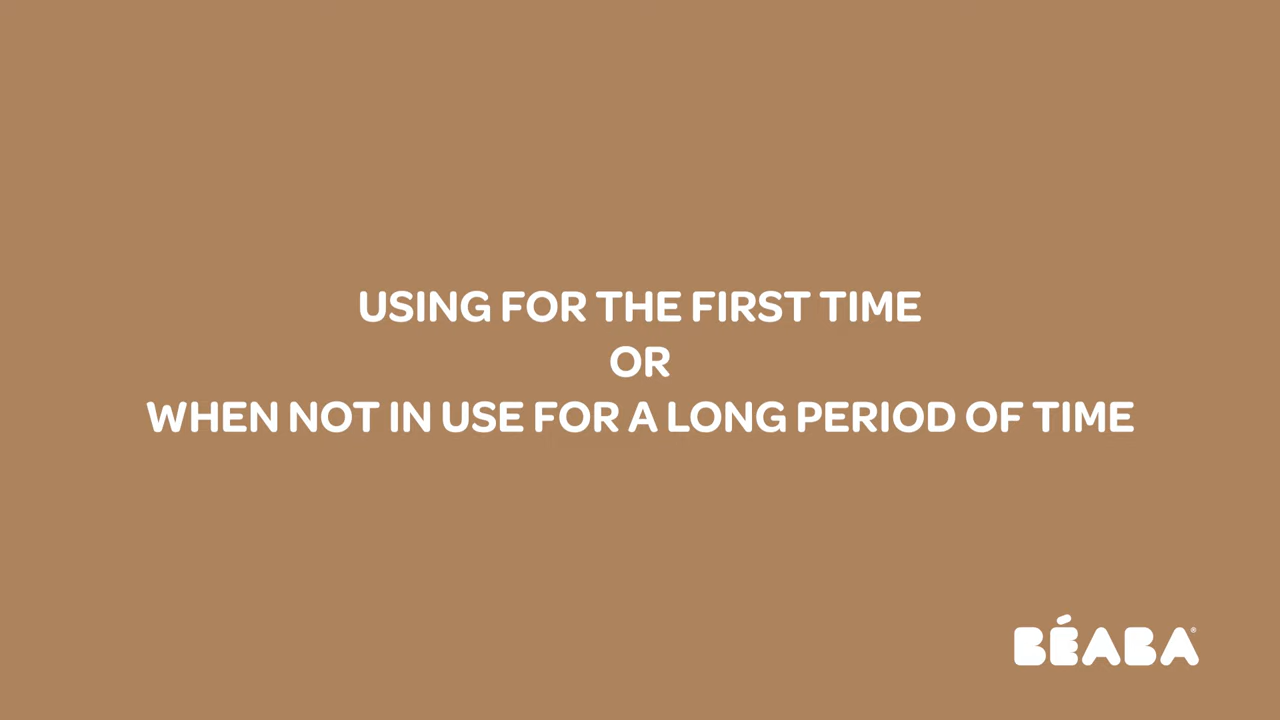 USING FOR THE FIRST TIME
OR
WHEN NOT IN USE FOR A LONG PERIOD OF TIME
BÉABA®